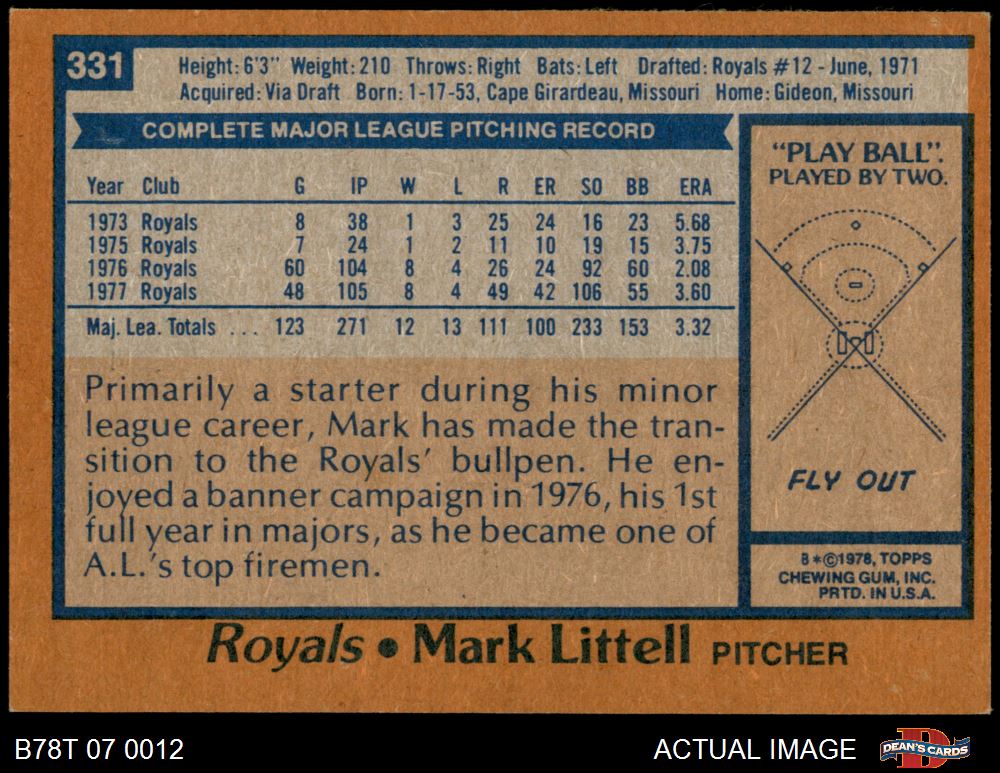 331
Height: 6'3" Weight: 210 Throws: Right Bats: Left Drafted: Royals #12 - June, 1971
Acquired: Via Draft Born: 1-17-53, Cape Girardeau, Missouri Home: Gideon, Missouri
COMPLETE MAJOR LEAGUE PITCHING RECORD
Year Club G IP W L R ER SO BB ERA
1973 Royals 8 38 1 3 25 24 16 23 5.68
1975 Royals 7 24 1 2 11 10 19 15 3.75
1976 Royals 60 104 8 4 26 24 92 60 2.08
1977 Royals 48 105 8 4 49 42 106 55 3.60
Maj. Lea. Totals ... 123 271 12 13 111 100 233 153 3.32
Primarily a starter during his minor
league career, Mark has made the tran-
sition to the Royals' bullpen. He en-
joyed a banner campaign in 1976, his 1st
full year in majors, as he became one of
A.L.'s top firemen.
"PLAY BALL".
PLAYED BY TWO.
FLY OUT
8*©1978, TOPPS
CHEWING GUM, INC.
PRTD. IN U.S.A.
Royals • Mark Littell PITCHER
B78T 07 0012
ACTUAL IMAGE
DEAN'S CARDS